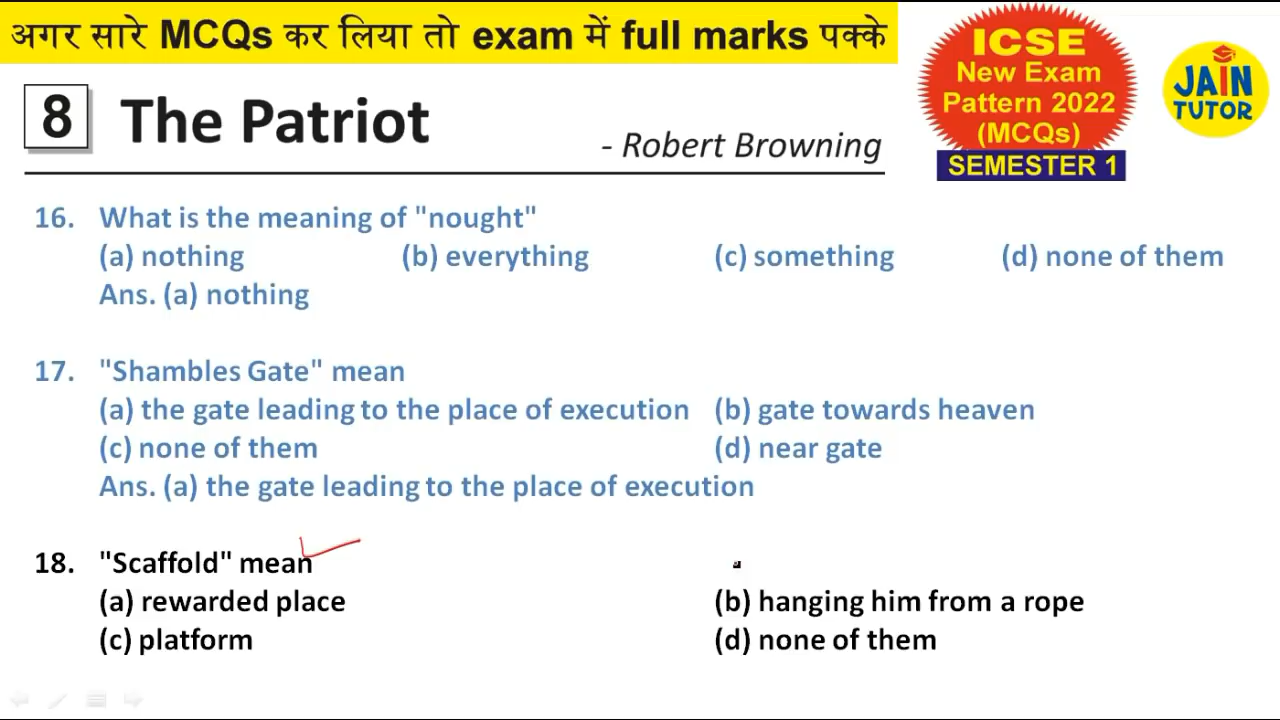 अगर सारे MCQs कर लिया तो exam में full marks पक्के
ICSE
New Exam
Pattern 2022
(MCQs)
SEMESTER 1
JAIN
TUTOR
8 The Patriot
- Robert Browning
16. What is the meaning of "nought"
(a) nothing (b) everything (c) something (d) none of them
Ans. (a) nothing
17. "Shambles Gate" mean
(a) the gate leading to the place of execution (b) gate towards heaven
(c) none of them (d) near gate
Ans. (a) the gate leading to the place of execution
18. "Scaffold" mean
(a) rewarded place (b) hanging him from a rope
(c) platform (d) none of them